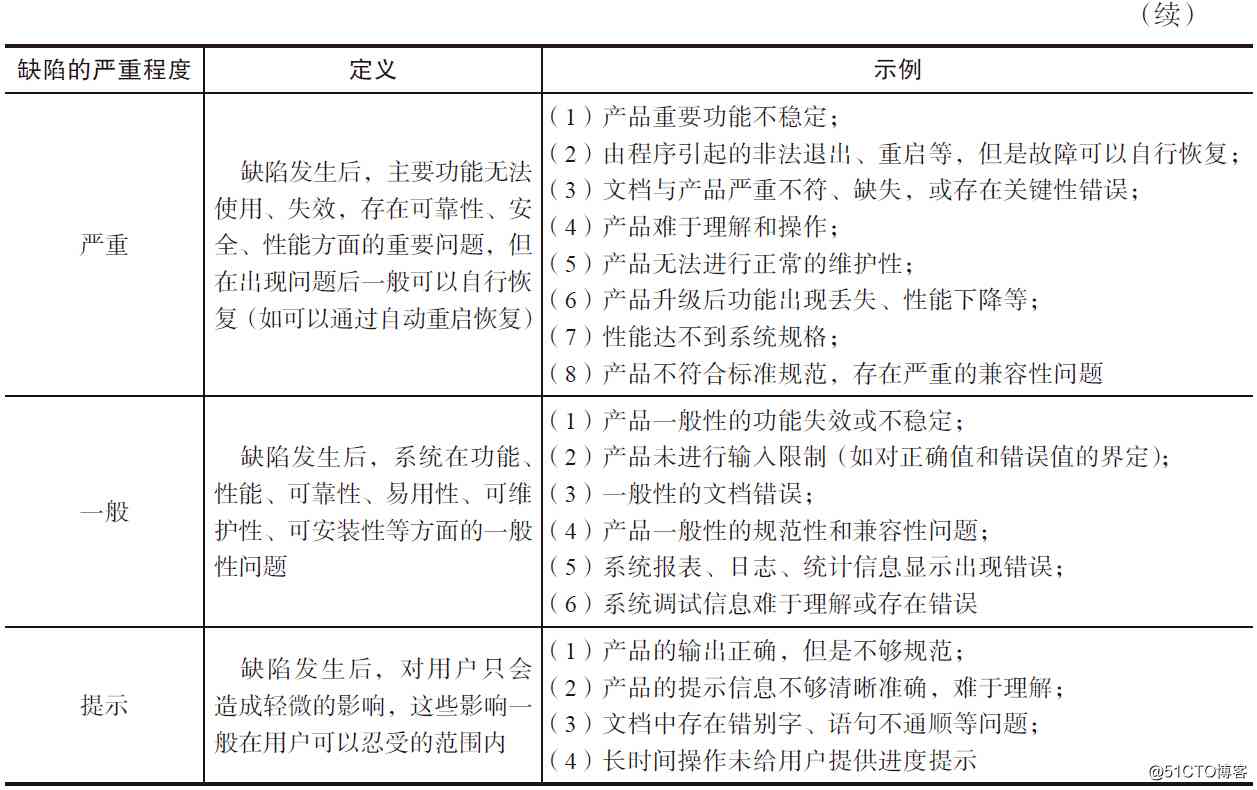 （续）
缺陷的严重程度 定义 示例
严重
缺陷发生后，主要功能无法
使用、失效，存在可靠性、安
全、性能方面的重要问题，但
在出现问题后一般可以自行恢
复（如可以通过自动重启恢复）
（1）产品重要功能不稳定；
（2）由程序引起的非法退出、重启等，但是故障可以自行恢复；
（3）文档与产品严重不符、缺失，或存在关键性错误；
（4）产品难于理解和操作；
（5）产品无法进行正常的维护性；
（6）产品升级后功能出现丢失、性能下降等；
（7）性能达不到系统规格；
（8）产品不符合标准规范，存在严重的兼容性问题
一般
缺陷发生后，系统在功能、
性能、可靠性、易用性、可维
护性、可安装性等方面的一般
性问题
（1）产品一般性的功能失效或不稳定；
（2）产品未进行输入限制（如对正确值和错误值的界定）；
（3）一般性的文档错误；
（4）产品一般性的规范性和兼容性问题；
（5）系统报表、日志、统计信息显示出现错误；
（6）系统调试信息难于理解或存在错误
提示
缺陷发生后，对用户只会
造成轻微的影响，这些影响一
般在用户可以忍受的范围内
（1）产品的输出正确，但是不够规范；
（2）产品的提示信息不够清晰准确，难于理解；
（3）文档中存在错别字、语句不通顺等问题；
（4）长时间操作未给用户提供进度提示
@51CTO博客